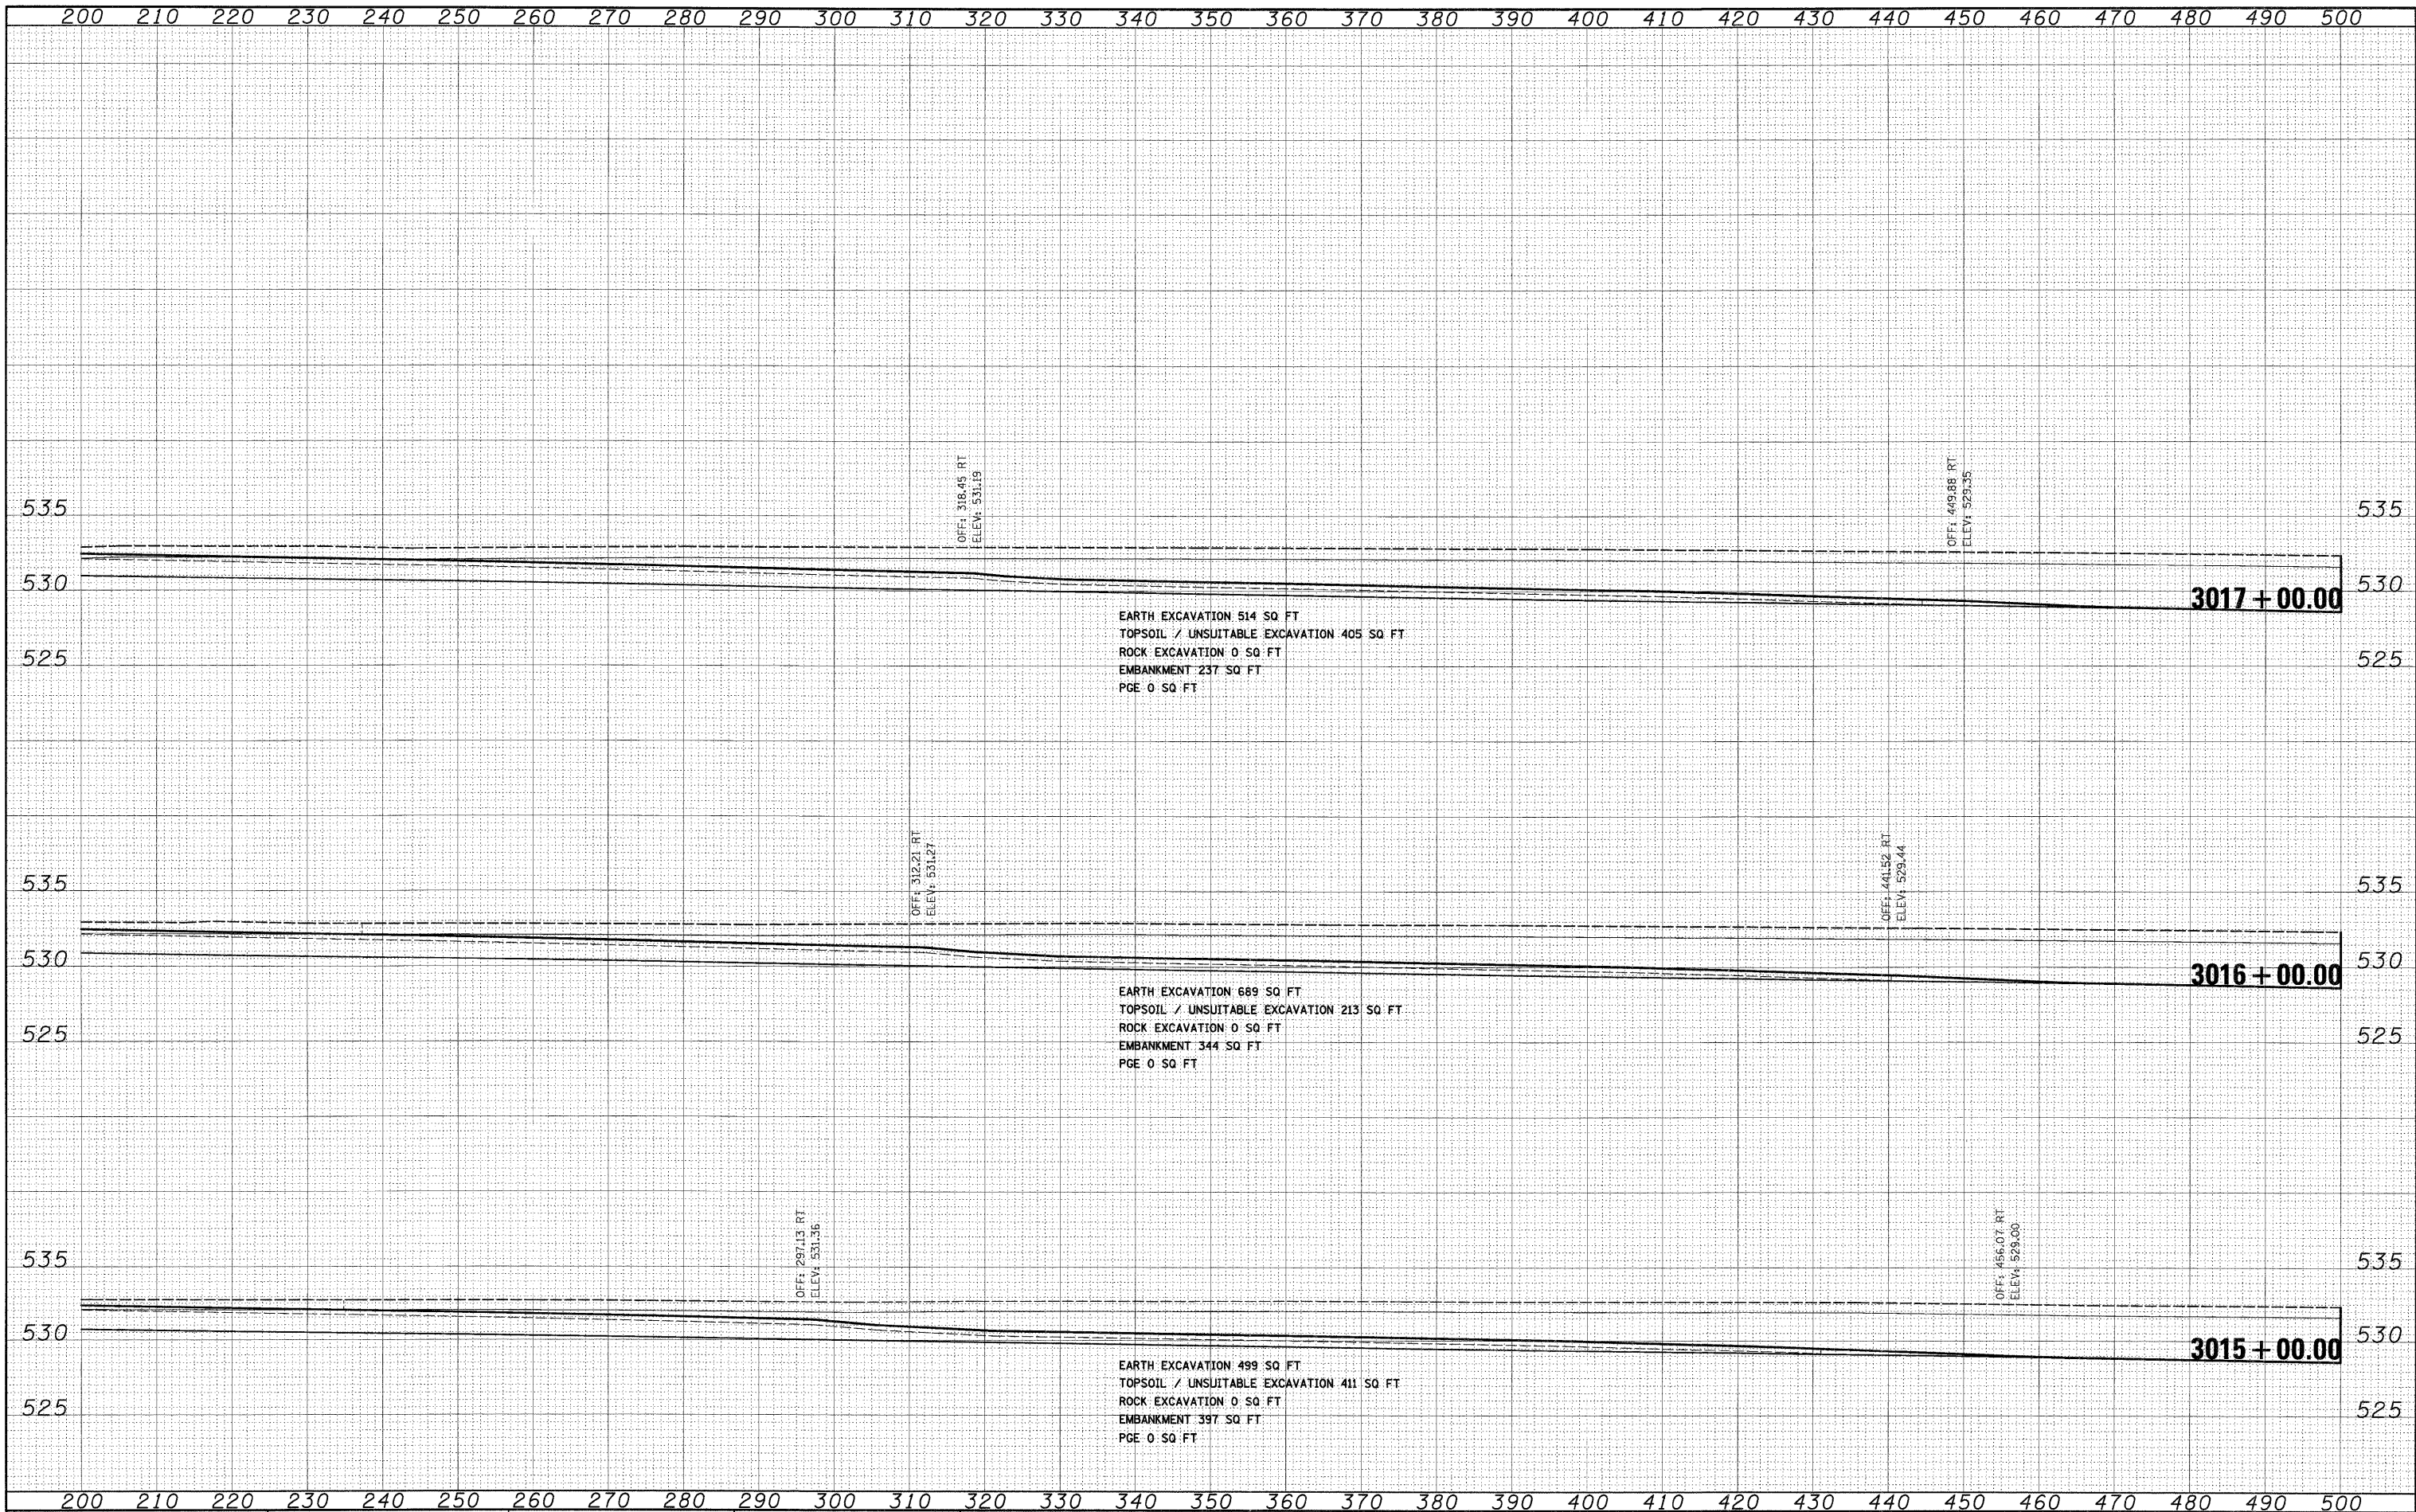 200 210 220 230 240 250 260 270 280 290 300 310 320 330 340 350 360 370 380 390 400 410 420 430 440 450 460 470 480 490 500
OFF: 318.45 RT
ELEV: 531.19
OFF: 449.88 RT
ELEV: 529.35
535 535
530 3017+00.00 530
EARTH EXCAVATION 514 SQ FT
TOPSOIL / UNSUITABLE EXCAVATION 405 SQ FT
ROCK EXCAVATION 0 SQ FT
525 525
EMBANKMENT 237 SQ FT
PGE 0 SQ FT
OFF: 312.21 RT
ELEV: 531.27
OFF: 441.52 RT
ELEV: 529.44
535 535
530 3016+00.00 530
EARTH EXCAVATION 689 SQ FT
TOPSOIL / UNSUITABLE EXCAVATION 213 SQ FT
ROCK EXCAVATION 0 SQ FT
525 525
EMBANKMENT 344 SQ FT
PGE 0 SQ FT
OFF: 297.13 RT
ELEV: 531.36
OFF: 456.07 RT
ELEV: 529.00
535 535
530 3015+00.00 530
EARTH EXCAVATION 499 SQ FT
TOPSOIL / UNSUITABLE EXCAVATION 411 SQ FT
ROCK EXCAVATION 0 SQ FT
525 525
EMBANKMENT 397 SQ FT
PGE 0 SQ FT
200 210 220 230 240 250 260 270 280 290 300 310 320 330 340 350 360 370 380 390 400 410 420 430 440 450 460 470 480 490 500